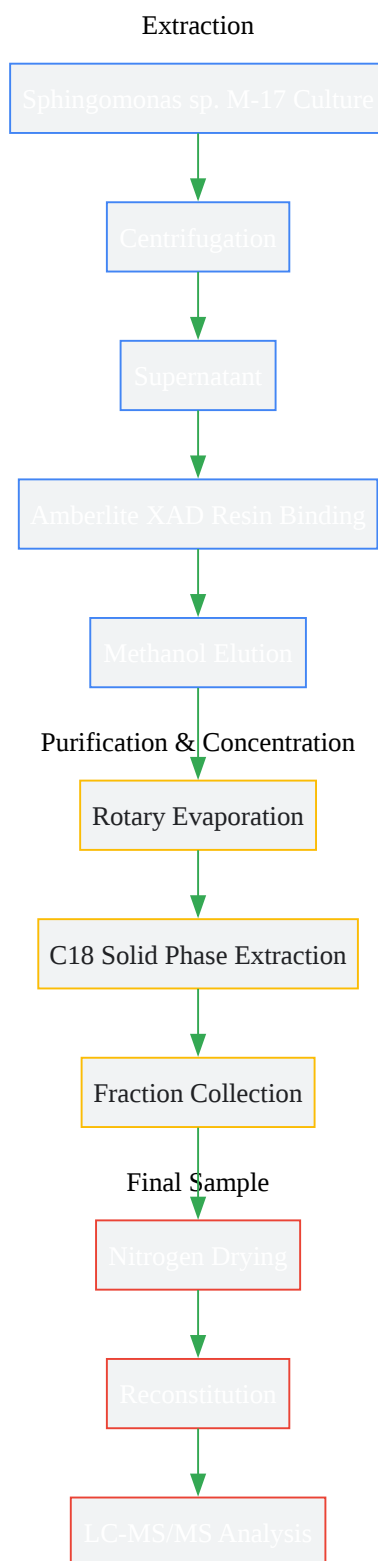 Extraction
Sphingomonas sp. M-17 Culture
Centrifugation
Supernatant
Amberlite XAD Resin Binding
Methanol Elution
Purification & Concentration
Rotary Evaporation
C18 Solid Phase Extraction
Fraction Collection
Final Sample
Nitrogen Drying
Reconstitution
LC-MS/MS Analysis